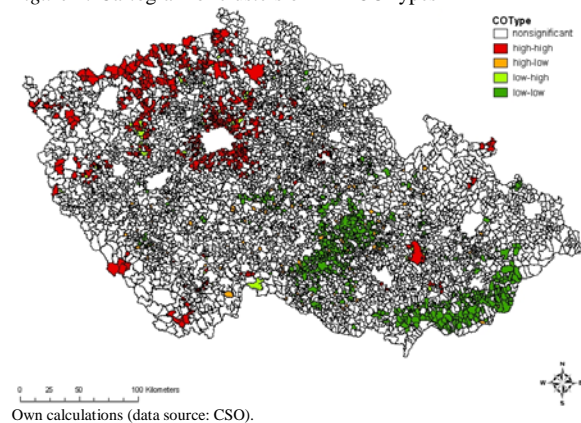 COType
nonsignificant
high-high
high-low
low-high
low-low
N
W E
S
0 25 50 100 Kilometers
Own calculations (data source: CSO).